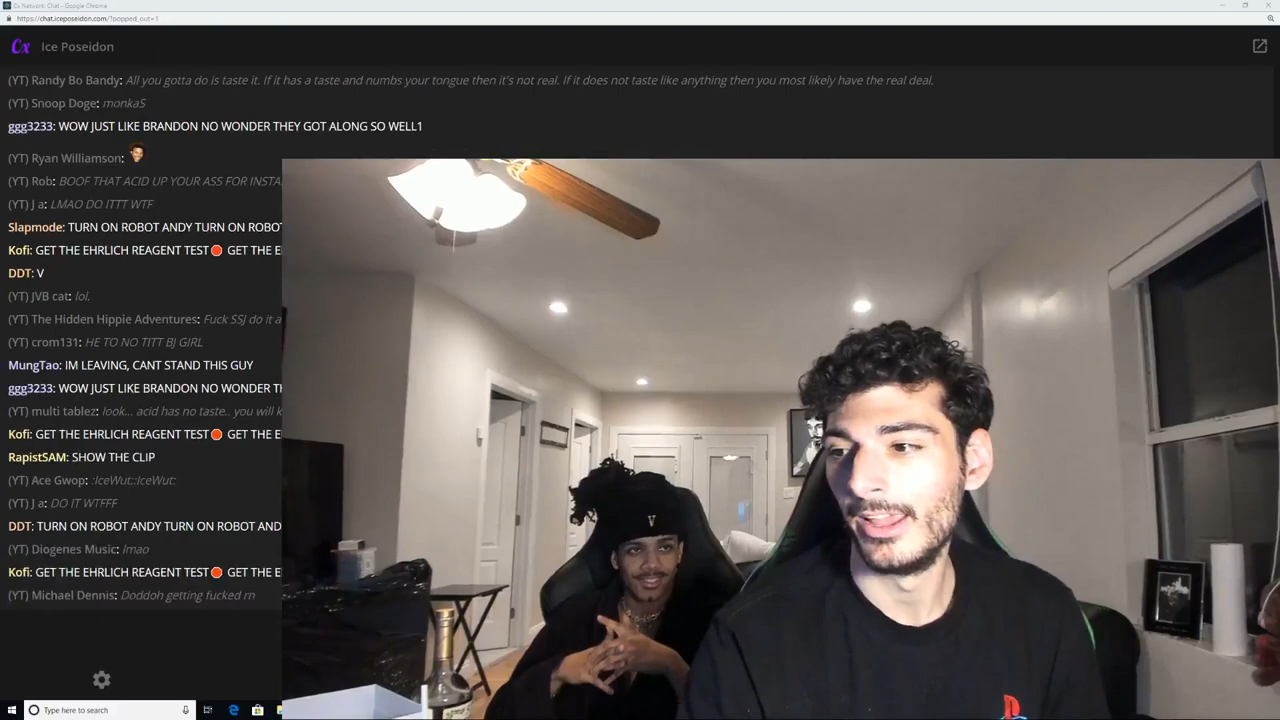 Cx Network: Chat - Google Chrome
https://chat.iceposeidon.com/?popped_out=1
Cx Ice Poseidon
(YT) Randy Bo Bandy: All you gotta do is taste it. If it has a taste and numbs your tongue then it's not real. If it does not taste like anything then you most likely have the real deal.
(YT) Snoop Doge: monkaS
ggg3233: WOW JUST LIKE BRANDON NO WONDER THEY GOT ALONG SO WELL1
(YT) Ryan Williamson:
(YT) Rob: BOOF THAT ACID UP YOUR ASS FOR INSTA
(YT) J a: LMAO DO ITTT WTF
Slapmode: TURN ON ROBOT ANDY TURN ON ROBOT
Kofi: GET THE EHRLICH REAGENT TEST🛑 GET THE E
DDT: V
(YT) JVB cat: lol.
(YT) The Hidden Hippie Adventures: Fuck SSJ do it a
(YT) crom131: HE TO NO TITT BJ GIRL
MungTao: IM LEAVING, CANT STAND THIS GUY
ggg3233: WOW JUST LIKE BRANDON NO WONDER TH
(YT) multi tablez: look... acid has no taste.. you will k
Kofi: GET THE EHRLICH REAGENT TEST🛑 GET THE E
RapistSAM: SHOW THE CLIP
(YT) Ace Gwop: :IceWut::IceWut:
(YT) J a: DO IT WTFFF
DDT: TURN ON ROBOT ANDY TURN ON ROBOT AND
(YT) Diogenes Music: lmao
Kofi: GET THE EHRLICH REAGENT TEST🛑 GET THE E
(YT) Michael Dennis: Doddoh getting fucked rn
V
Type here to search